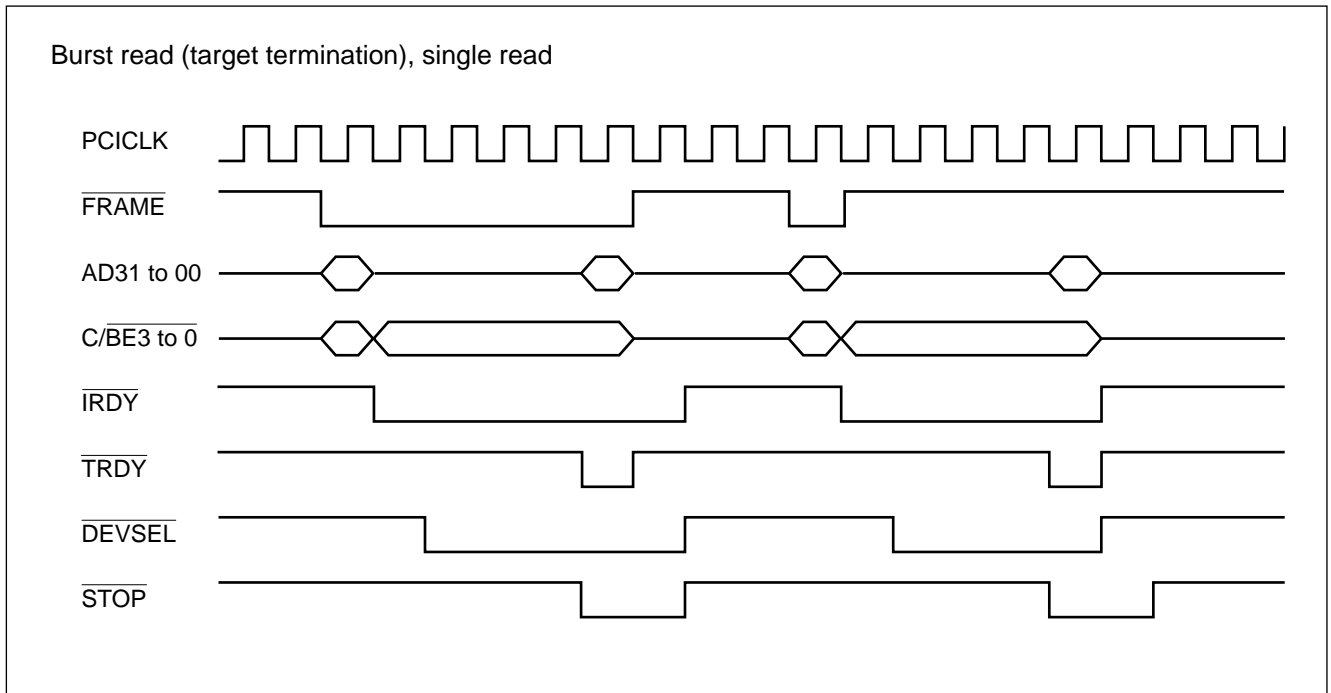 Burst read (target termination), single read
PCICLK
FRAME
AD31 to 00
C/BE3 to 0
IRDY
TRDY
DEVSEL
STOP